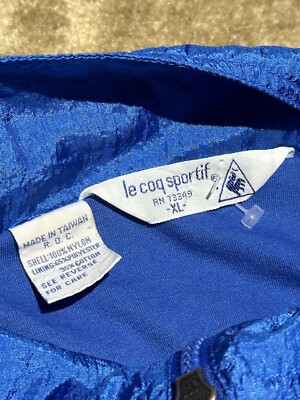 le coq sportif
RN 73349
-XL-
MADE IN TAIWAN
R.O.C.
SHELL:100%NYLON
LINING:65%POLYESTER
35%COTTON
SEE REVERSE
FOR CARE